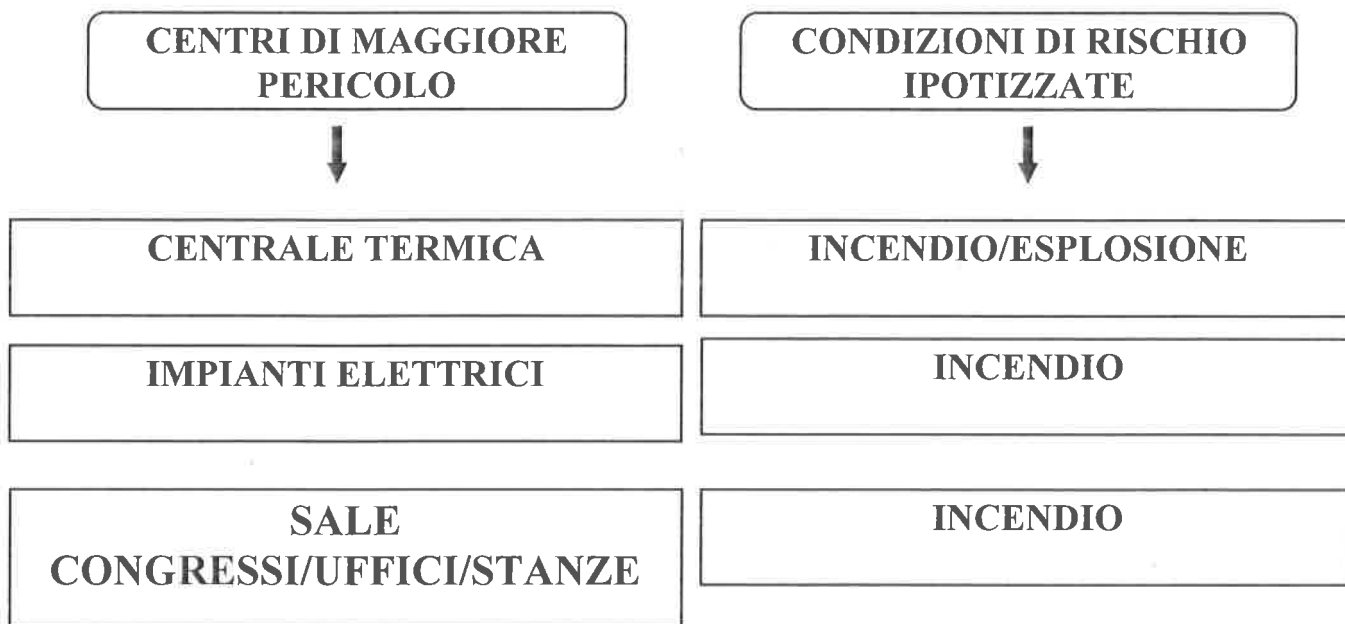 CENTRI DI MAGGIORE
PERICOLO
CONDIZIONI DI RISCHIO
IPOTIZZATE
CENTRALE TERMICA
INCENDIO/ESPLOSIONE
IMPIANTI ELETTRICI
INCENDIO
SALE
CONGRESSI/UFFICI/STANZE
INCENDIO